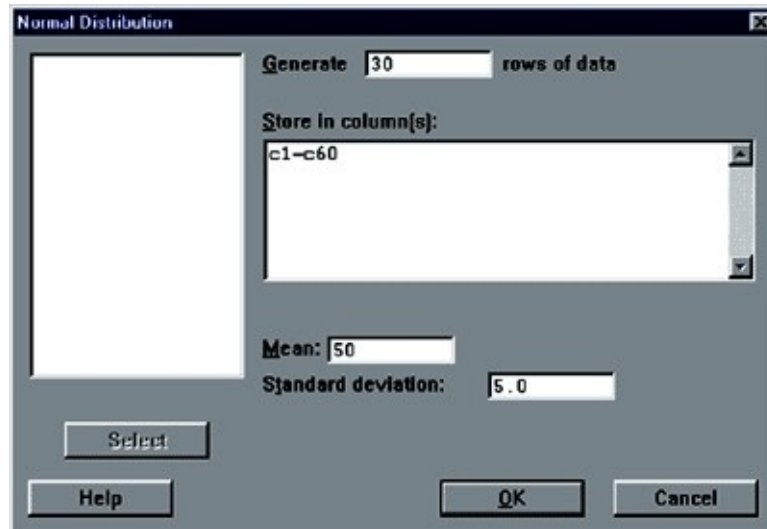 Normal Distribution
Generate 30 rows of data
Store in column(s):
c1-c60
Mean: 50
Standard deviation: 5.0
Select
Help OK Cancel